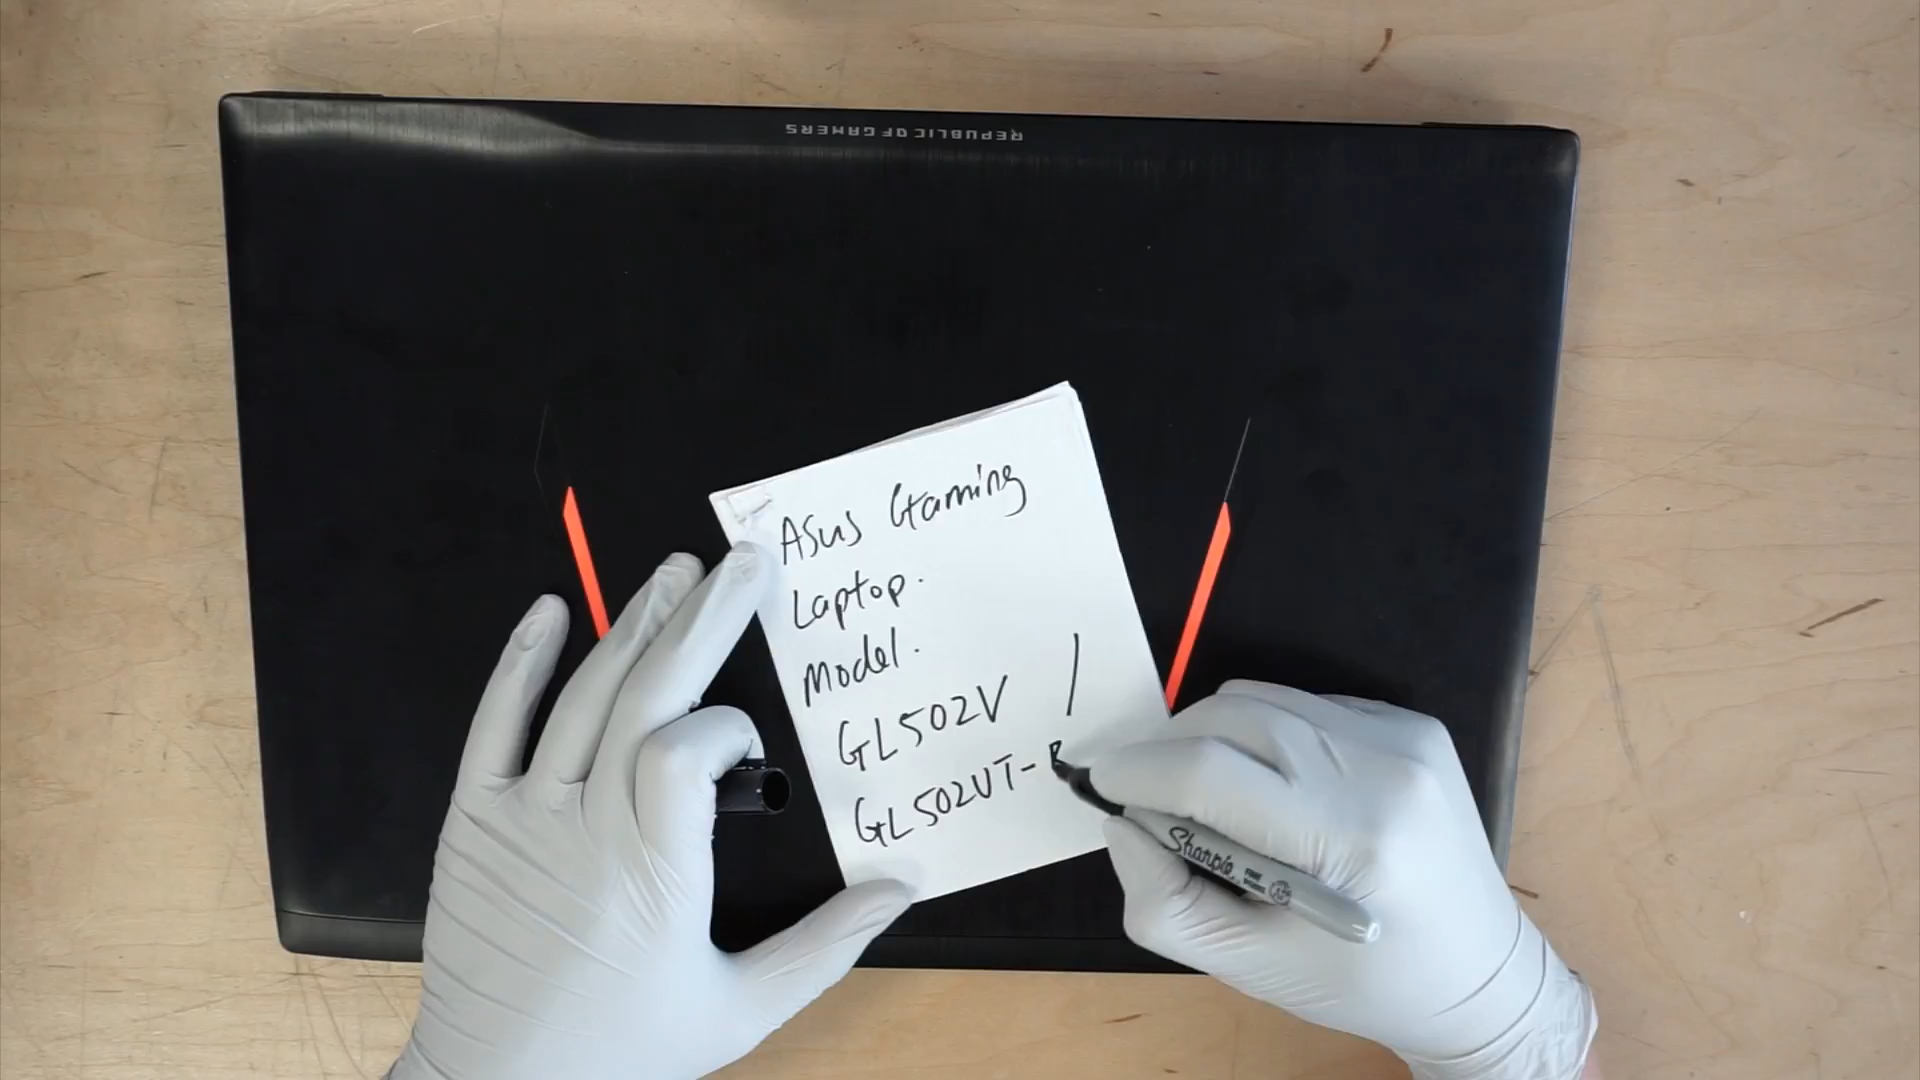 REPUBLIC OF GAMERS
Asus Gaming
Laptop.
Model.
GL502V /
GL502VT-B
Sharpie